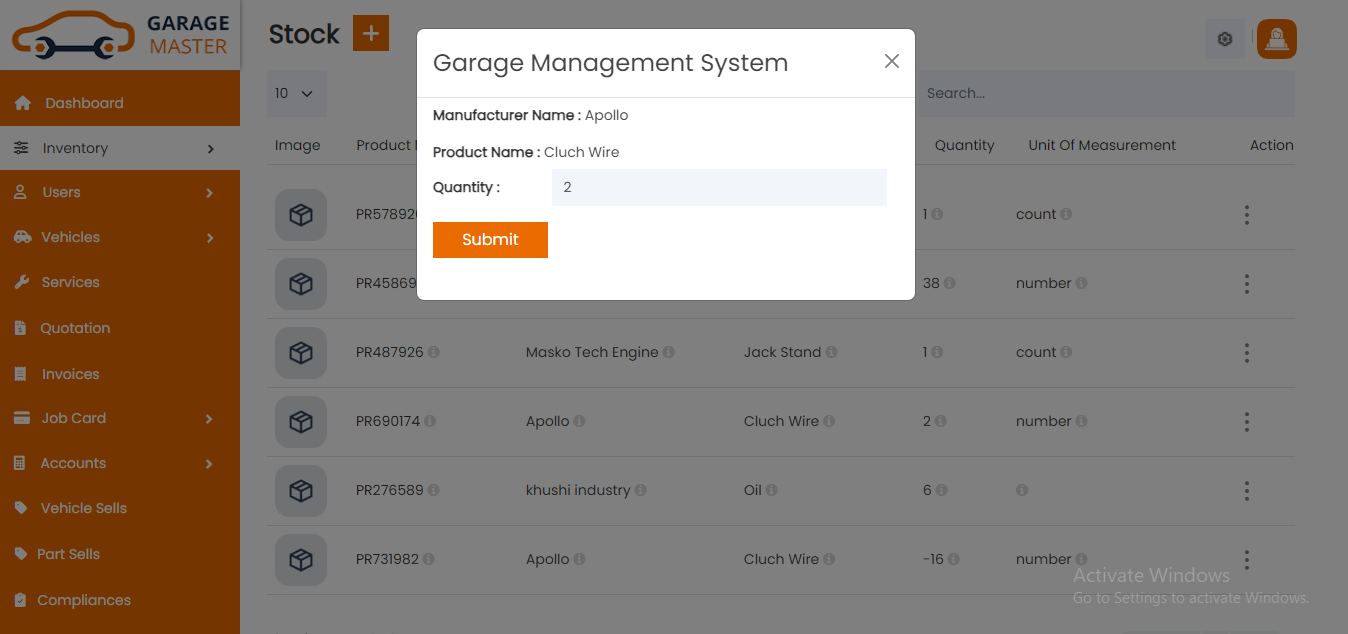 GARAGE
MASTER
Stock +
Dashboard
Inventory
Users
Vehicles
Services
Quotation
Invoices
Job Card
Accounts
Vehicle Sells
Part Sells
Compliances
Garage Management System
Manufacturer Name : Apollo
Product Name : Cluch Wire
Quantity : 2
Submit
10 Search...
Image Product Quantity Unit Of Measurement Action
PR57892 1 count
PR45869 38 number
PR487926 Masko Tech Engine Jack Stand 1 count
PR690174 Apollo Cluch Wire 2 number
PR276589 khushi industry Oil 6
PR731982 Apollo Cluch Wire -16 number
Activate Windows
Go to Settings to activate Windows.